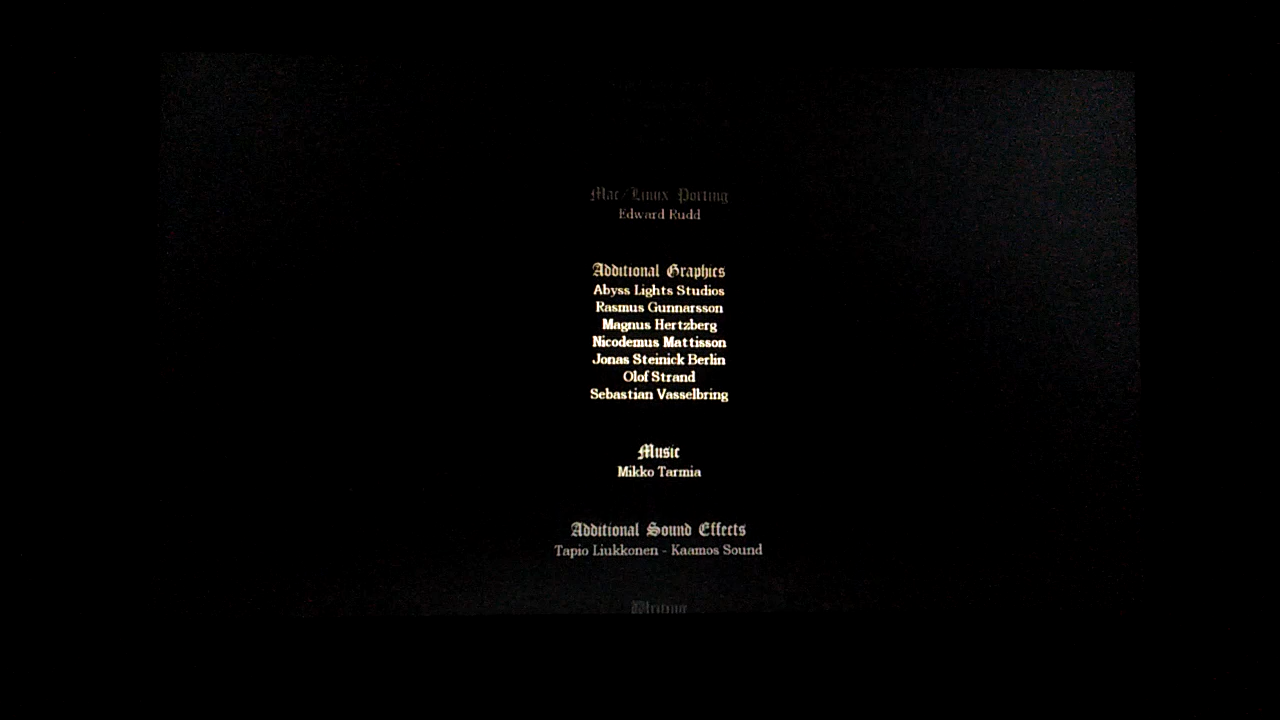 Mac/Linux Porting
Edward Rudd
Additional Graphics
Abyss Lights Studios
Rasmus Gunnarsson
Magnus Hertzberg
Nicodemus Mattisson
Jonas Steinick Berlin
Olof Strand
Sebastian Vasselbring
Music
Mikko Tarmia
Additional Sound Effects
Tapio Liukkonen - Kaamos Sound
Writing